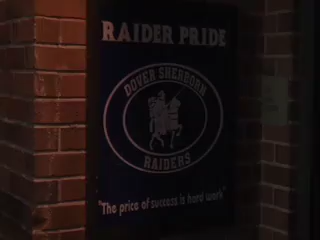 RAIDER PRIDE
DOVER SHERBORN
RAIDERS
"The price of success is hard work"